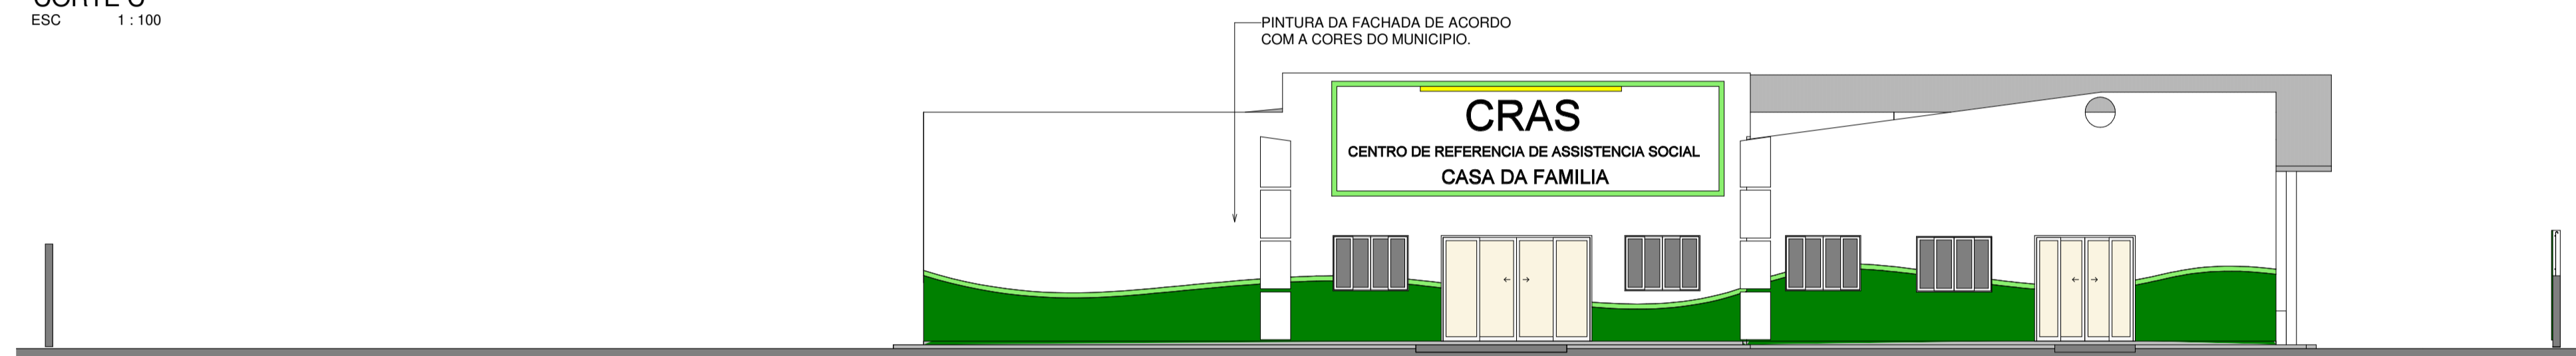 ESC 1 : 100
PINTURA DA FACHADA DE ACORDO
COM A CORES DO MUNICIPIO.
CRAS
CENTRO DE REFERENCIA DE ASSISTENCIA SOCIAL
CASA DA FAMILIA